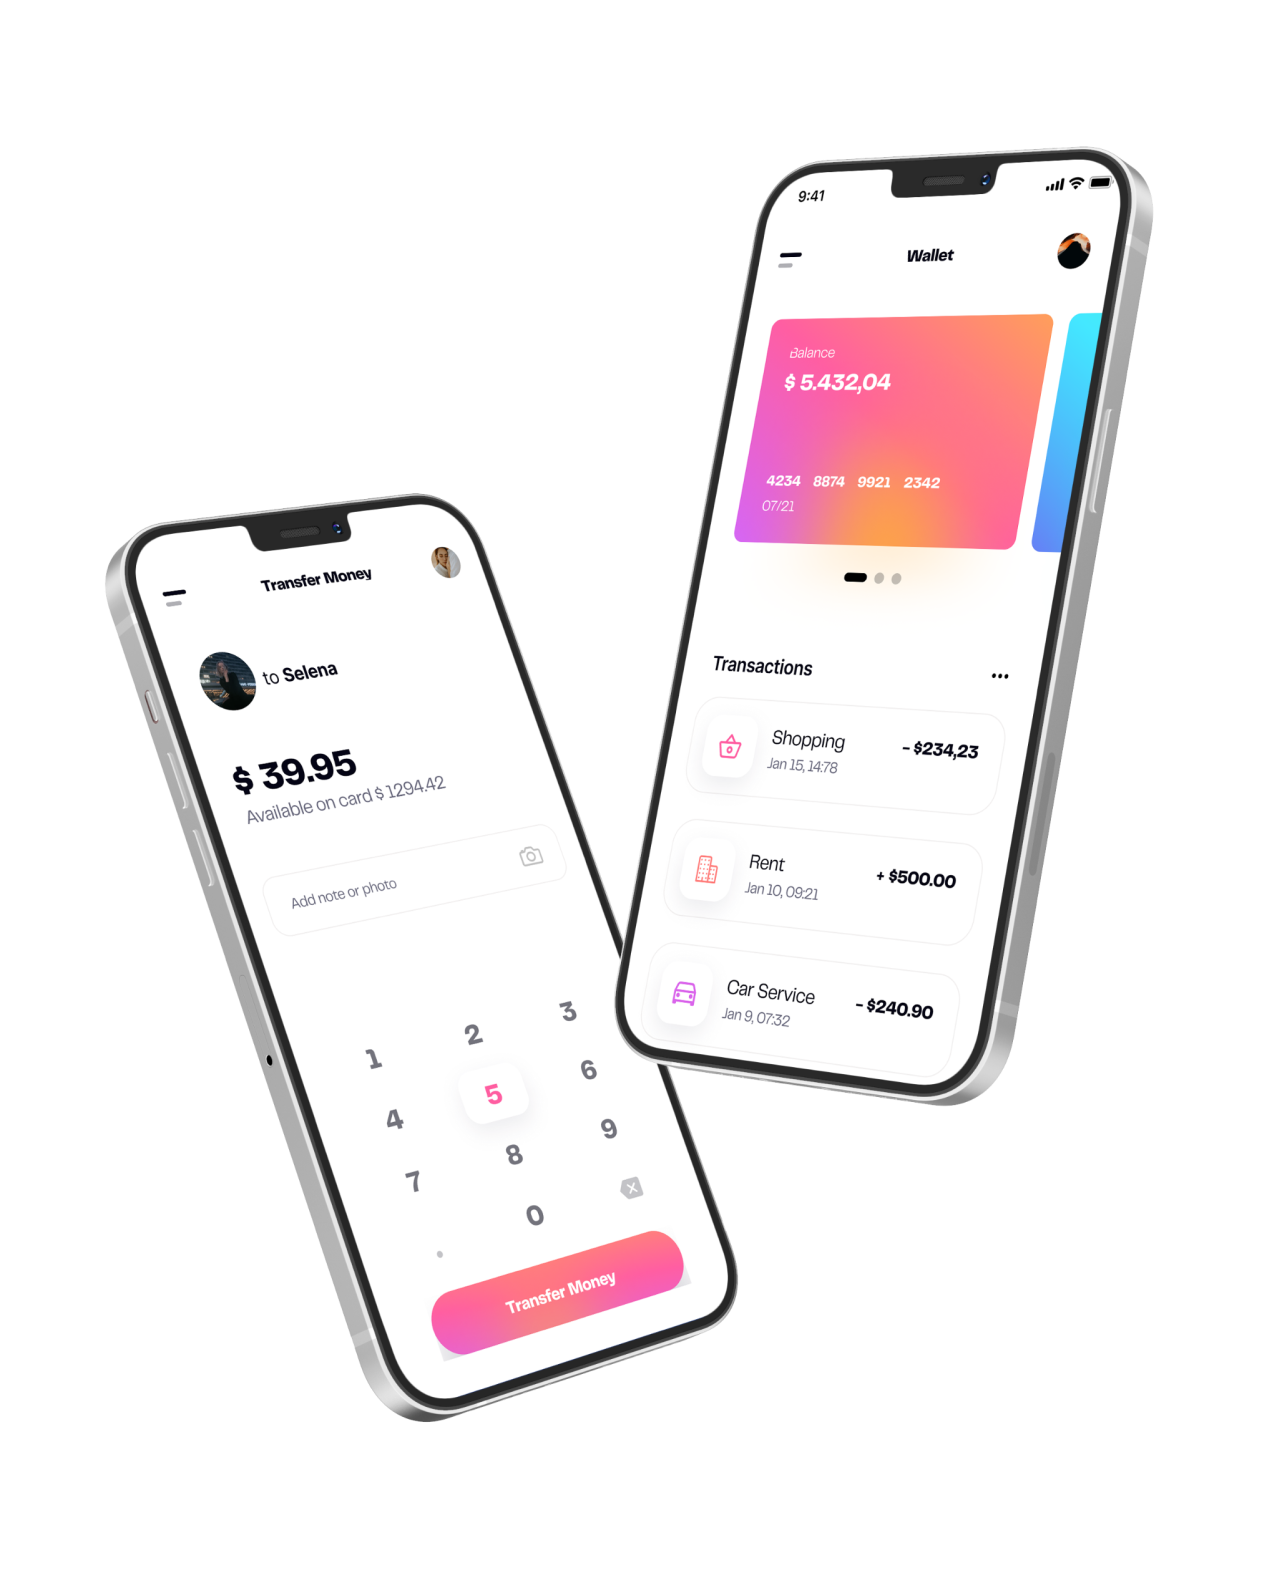 Transfer Money
to Selena
$ 39.95
Available on card $ 1294.42
Add note or photo
1 2 3
4 5 6
7 8 9
. 0
Transfer Money
9:41
Wallet
Balance
$ 5.432,04
4234 8874 9921 2342
07/21
Transactions
Shopping
- $234,23
Jan 15, 14:78
Rent
+ $500.00
Jan 10, 09:21
Car Service
- $240.90
Jan 9, 07:32